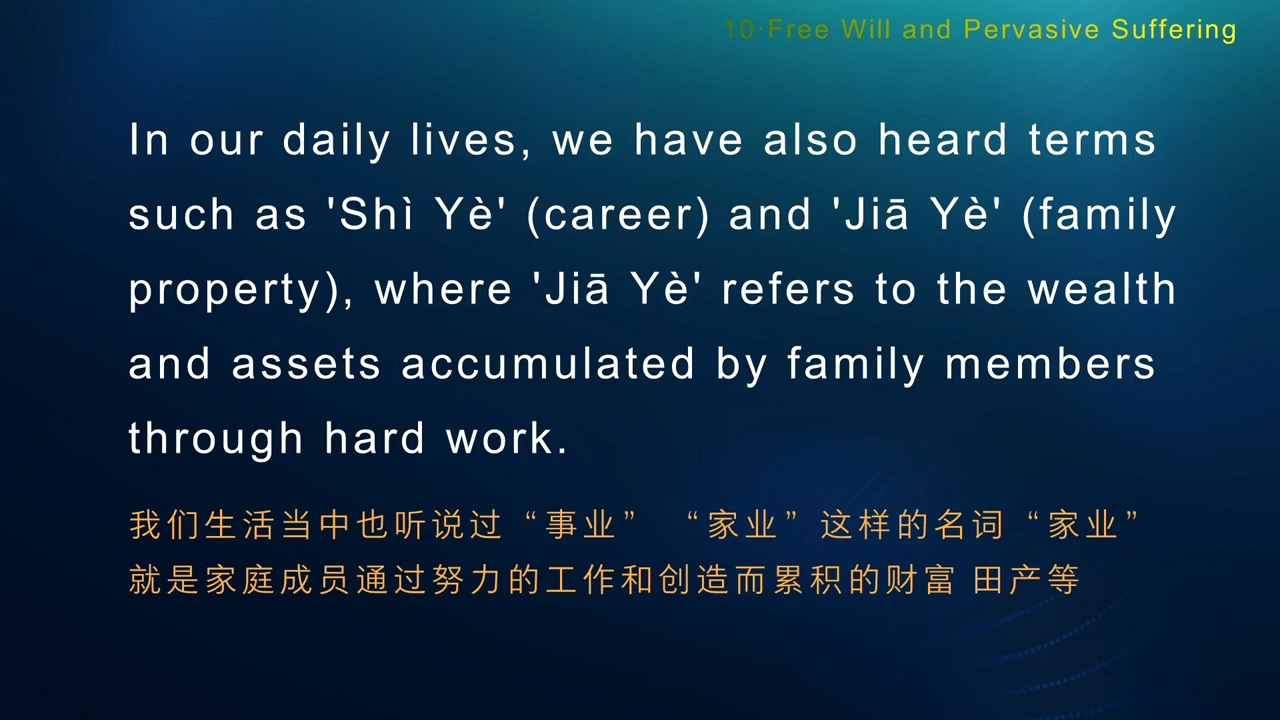 10·Free Will and Pervasive Suffering
In our daily lives, we have also heard terms
such as 'Shì Yè' (career) and 'Jiā Yè' (family
property), where 'Jiā Yè' refers to the wealth
and assets accumulated by family members
through hard work.
我们生活当中也听说过“事业” “家业”这样的名词“家业”
就是家庭成员通过努力的工作和创造而累积的财富 田产等